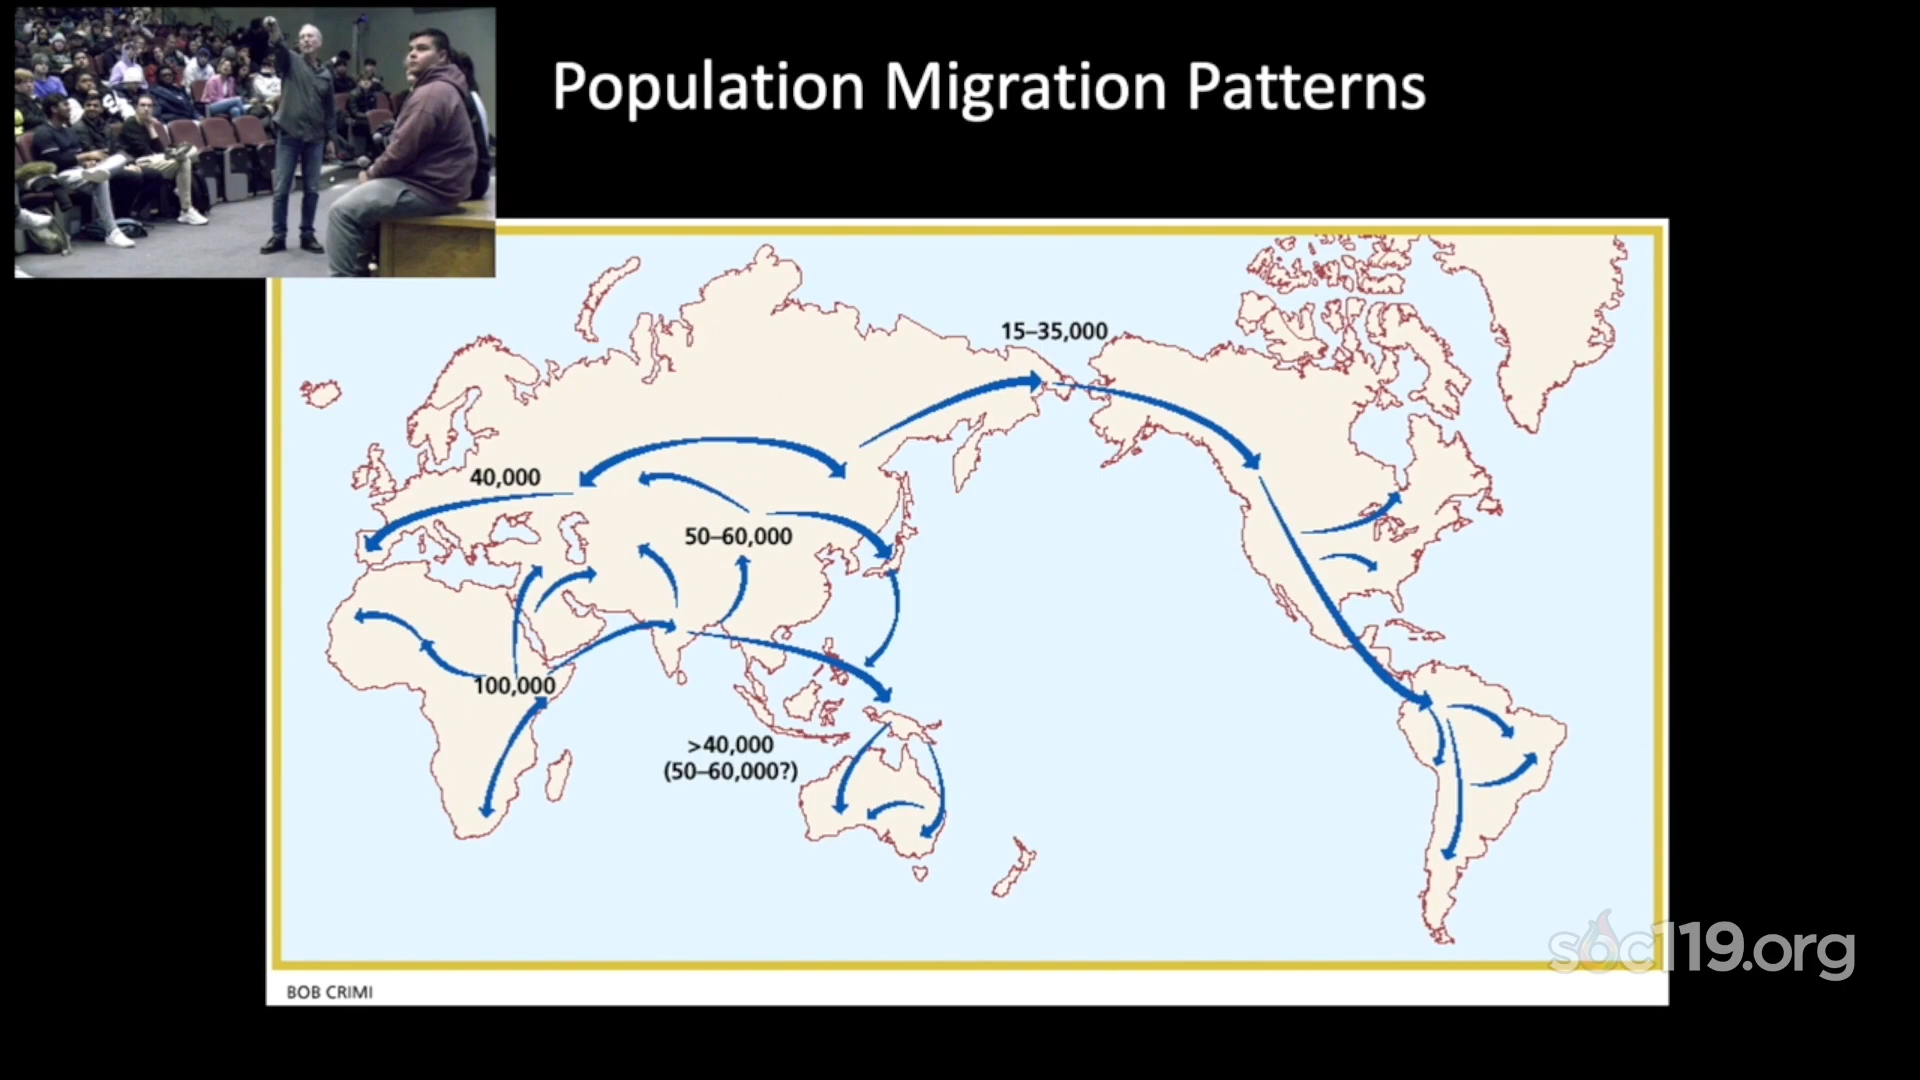 Population Migration Patterns
15–35,000
40,000
50–60,000
100,000
>40,000
(50–60,000?)
soc119.org
BOB CRIMI